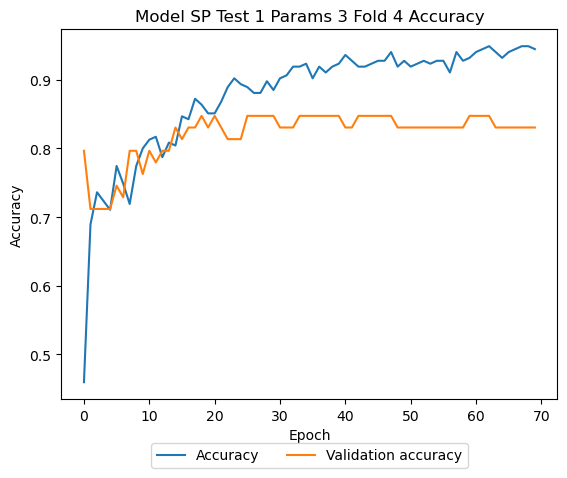 Model SP Test 1 Params 3 Fold 4 Accuracy
Accuracy
0.9
0.8
0.7
0.6
0.5
0 10 20 30 40 50 60 70
Epoch
Accuracy Validation accuracy